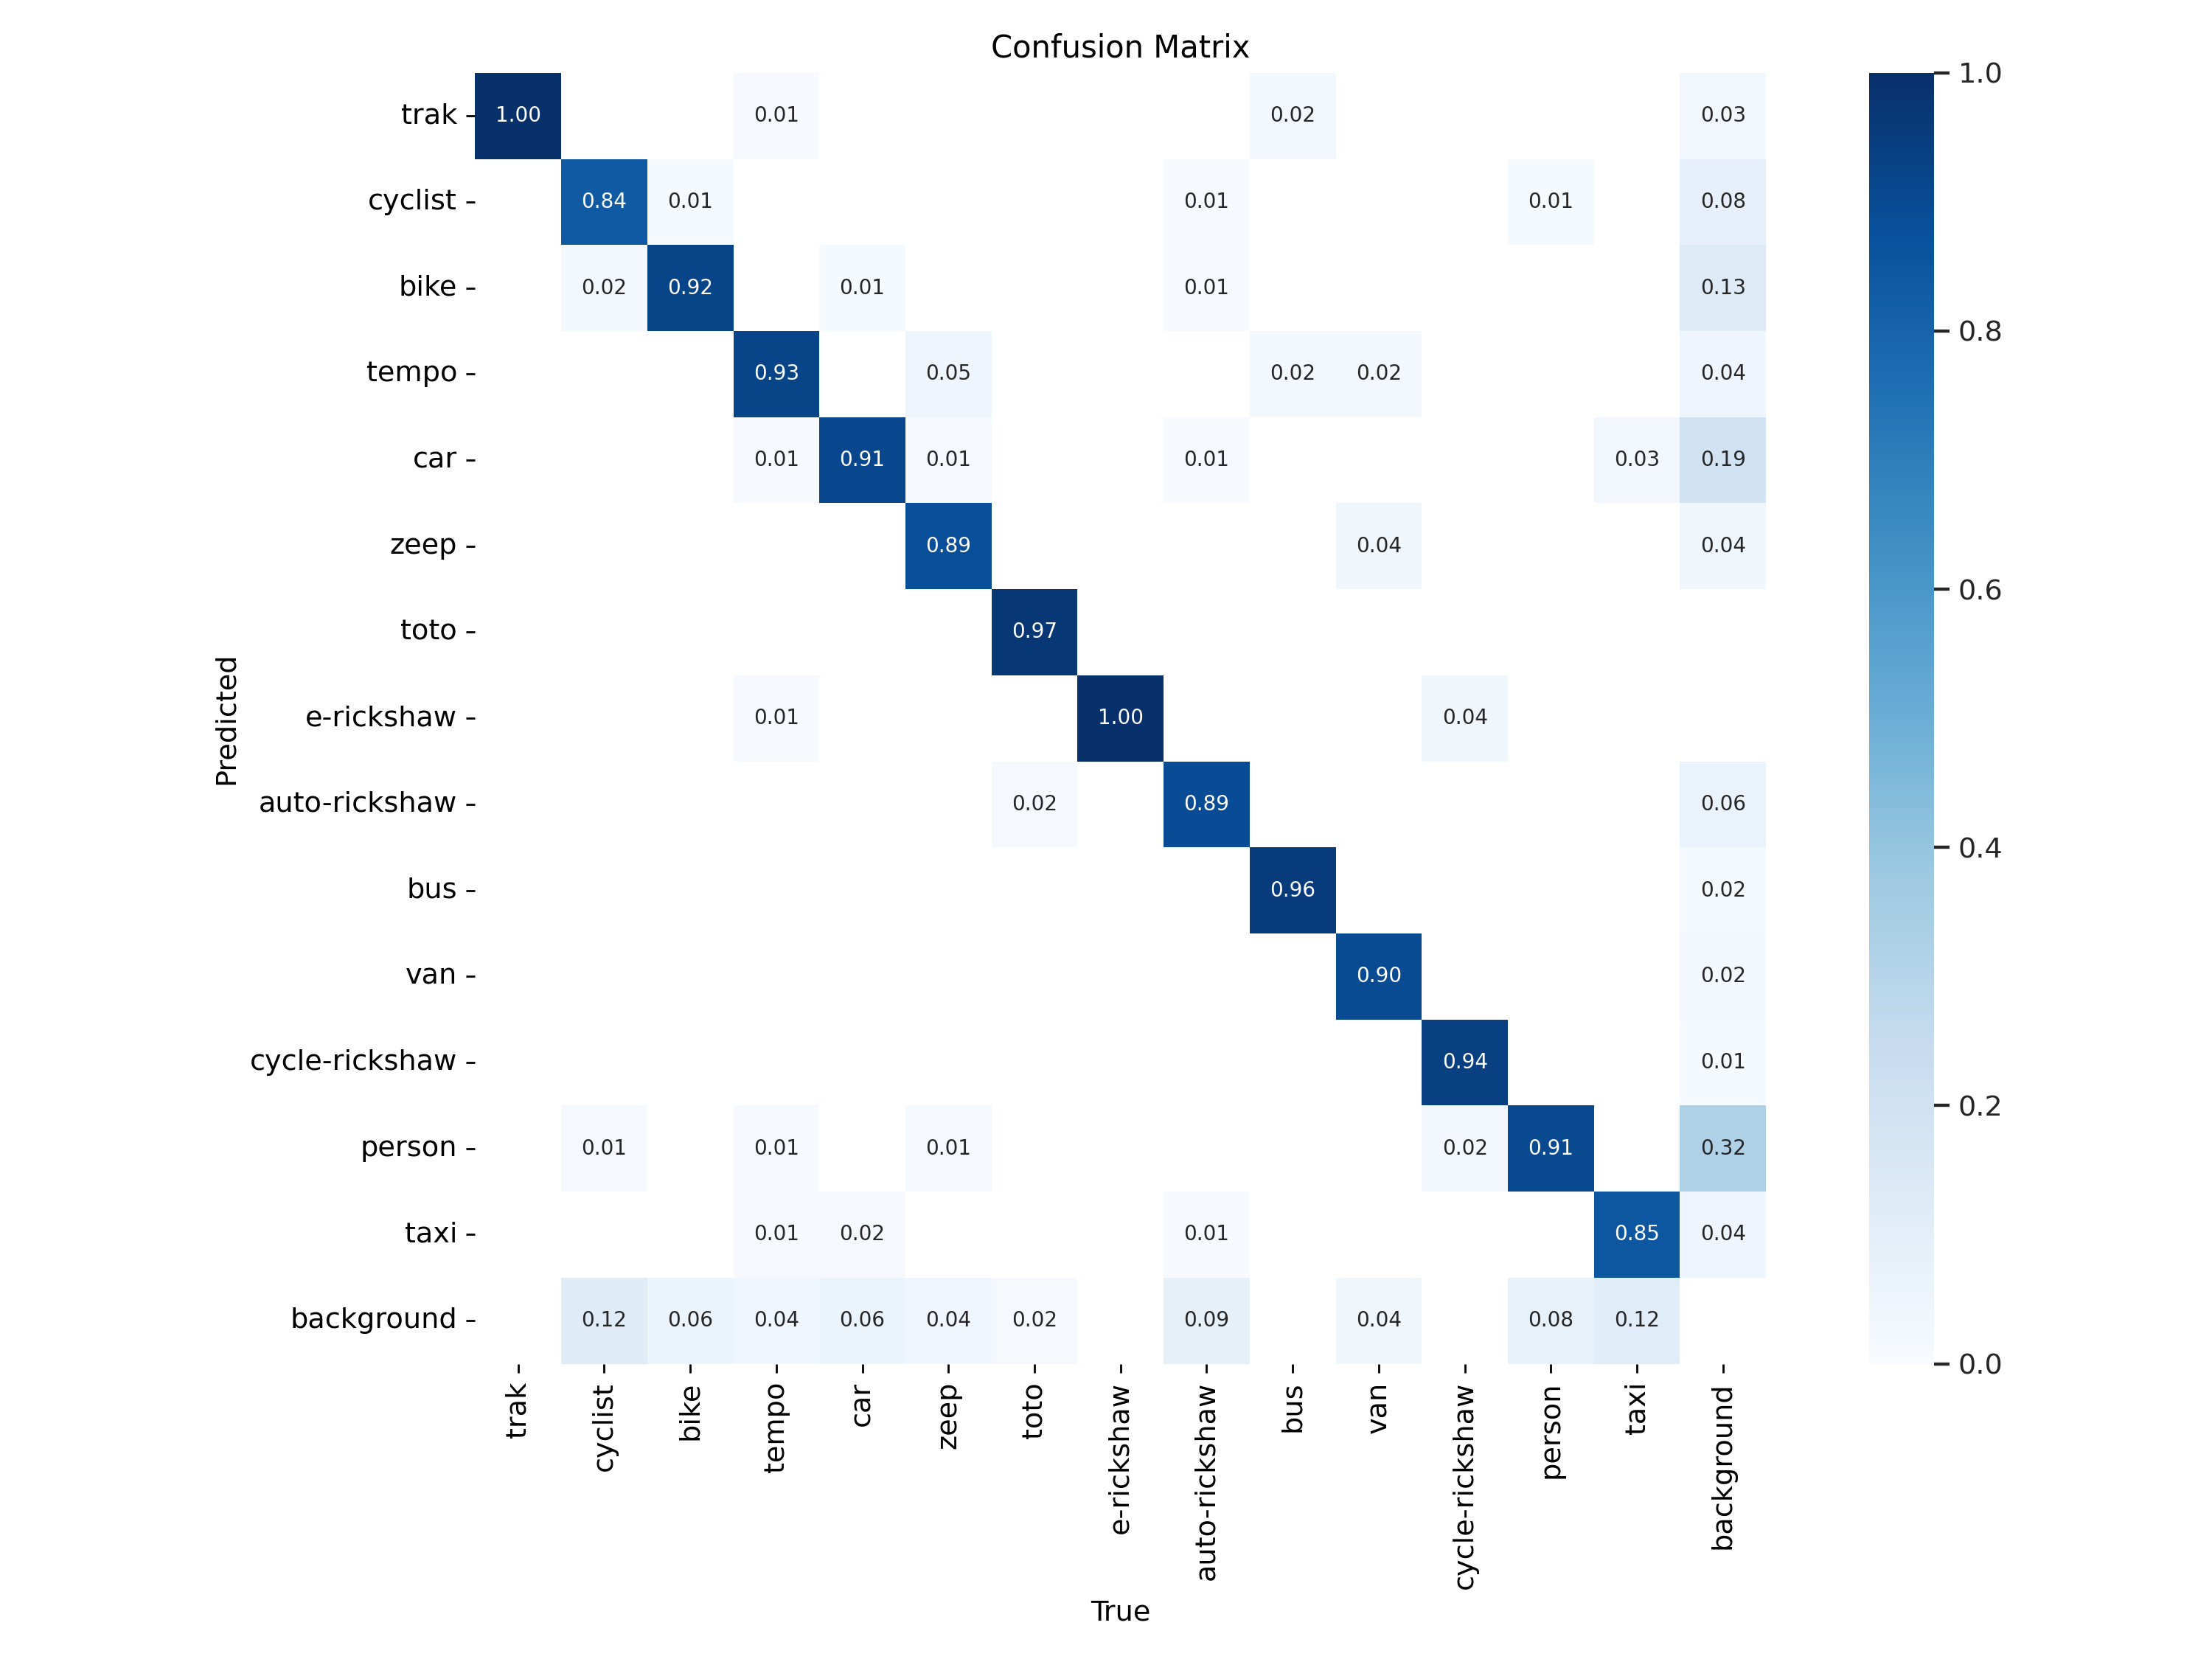 Confusion Matrix
trak 1.00 0.01 0.02 0.03
cyclist 0.84 0.01 0.01 0.01 0.08
bike 0.02 0.92 0.01 0.01 0.13
tempo 0.93 0.05 0.02 0.02 0.04
car 0.01 0.91 0.01 0.01 0.03 0.19
zeep 0.89 0.04 0.04
toto 0.97
e-rickshaw 0.01 1.00 0.04
auto-rickshaw 0.02 0.89 0.06
bus 0.96 0.02
van 0.90 0.02
cycle-rickshaw 0.94 0.01
person 0.01 0.01 0.01 0.02 0.91 0.32
taxi 0.01 0.02 0.01 0.85 0.04
background 0.12 0.06 0.04 0.06 0.04 0.02 0.09 0.04 0.08 0.12
Predicted
trak cyclist bike tempo car zeep toto e-rickshaw auto-rickshaw bus van cycle-rickshaw person taxi background
True
1.0
0.8
0.6
0.4
0.2
0.0